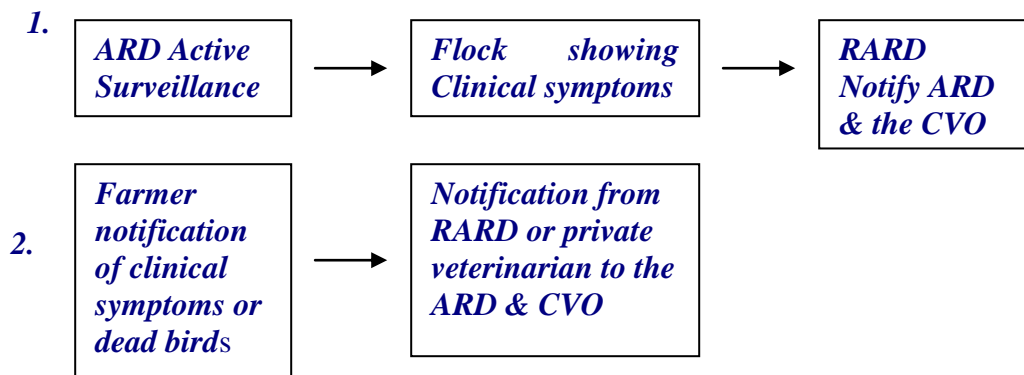 1.
ARD Active
Surveillance
Flock showing
Clinical symptoms
RARD
Notify ARD
& the CVO
2.
Farmer
notification
of clinical
symptoms or
dead birds
Notification from
RARD or private
veterinarian to the
ARD & CVO